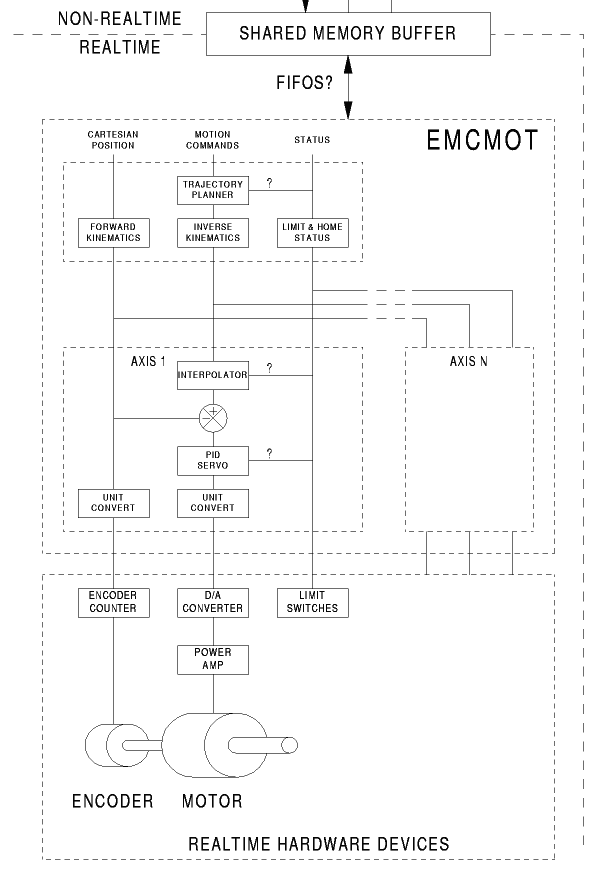 NON-REALTIME
REALTIME
SHARED MEMORY BUFFER
FIFOS?
EMCMOT
CARTESIAN
POSITION
MOTION
COMMANDS
STATUS
TRAJECTORY
PLANNER
?
FORWARD
KINEMATICS
INVERSE
KINEMATICS
LIMIT & HOME
STATUS
AXIS 1
AXIS N
INTERPOLATOR
?
+
−
PID
SERVO
?
UNIT
CONVERT
UNIT
CONVERT
ENCODER
COUNTER
D/A
CONVERTER
LIMIT
SWITCHES
POWER
AMP
ENCODER
MOTOR
REALTIME HARDWARE DEVICES